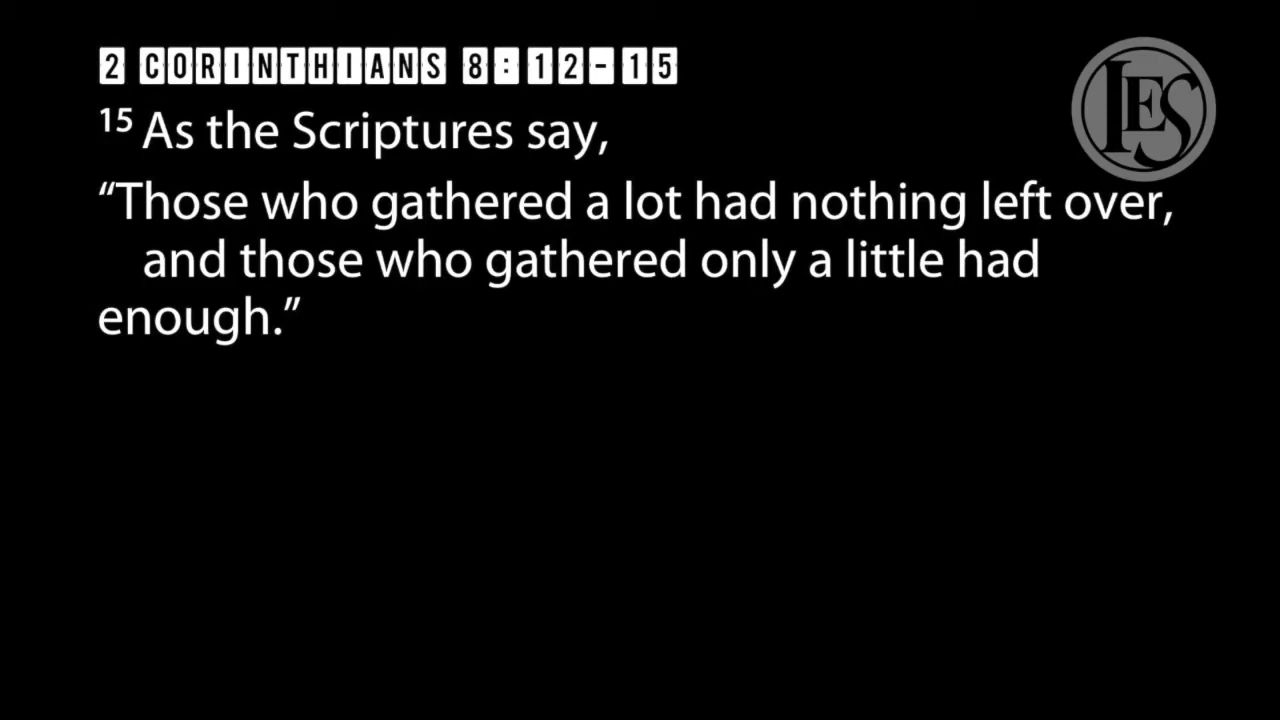 2 CORINTHIANS 8:12-15
15 As the Scriptures say,
“Those who gathered a lot had nothing left over,
and those who gathered only a little had
enough.”
IES